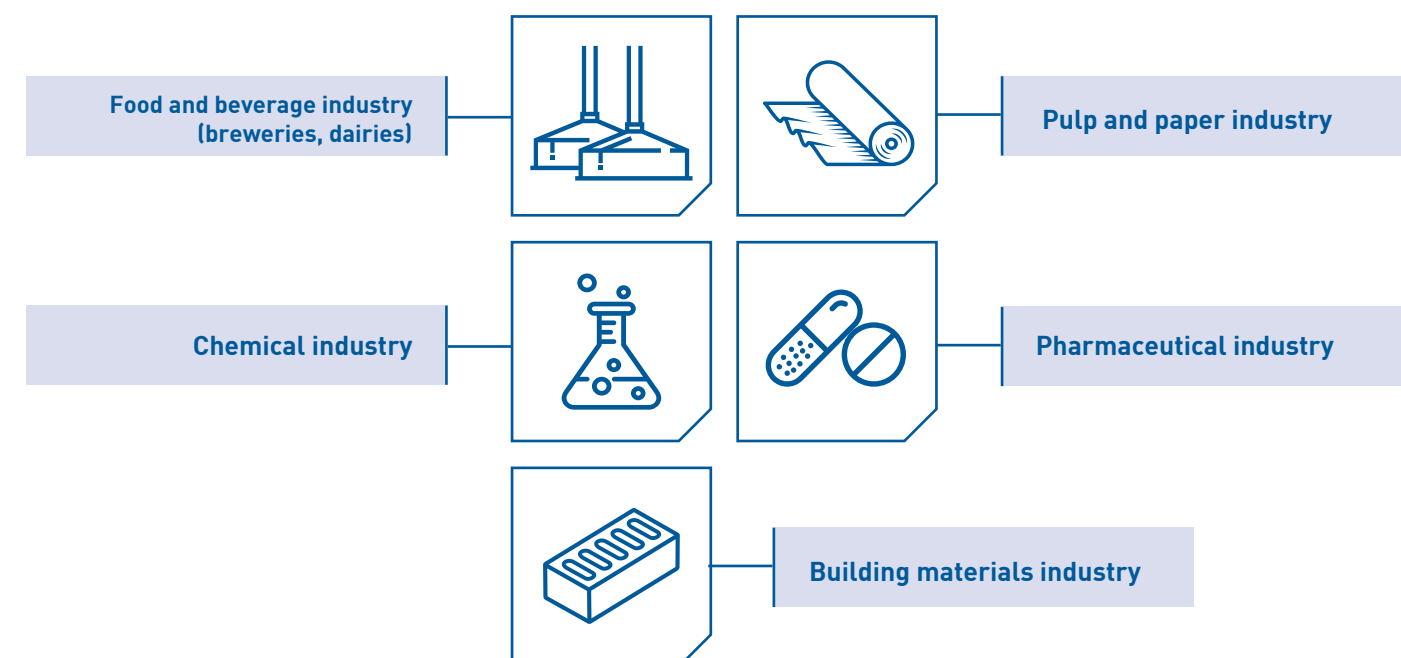 Food and beverage industry
(breweries, dairies)
Pulp and paper industry
Chemical industry
Pharmaceutical industry
Building materials industry